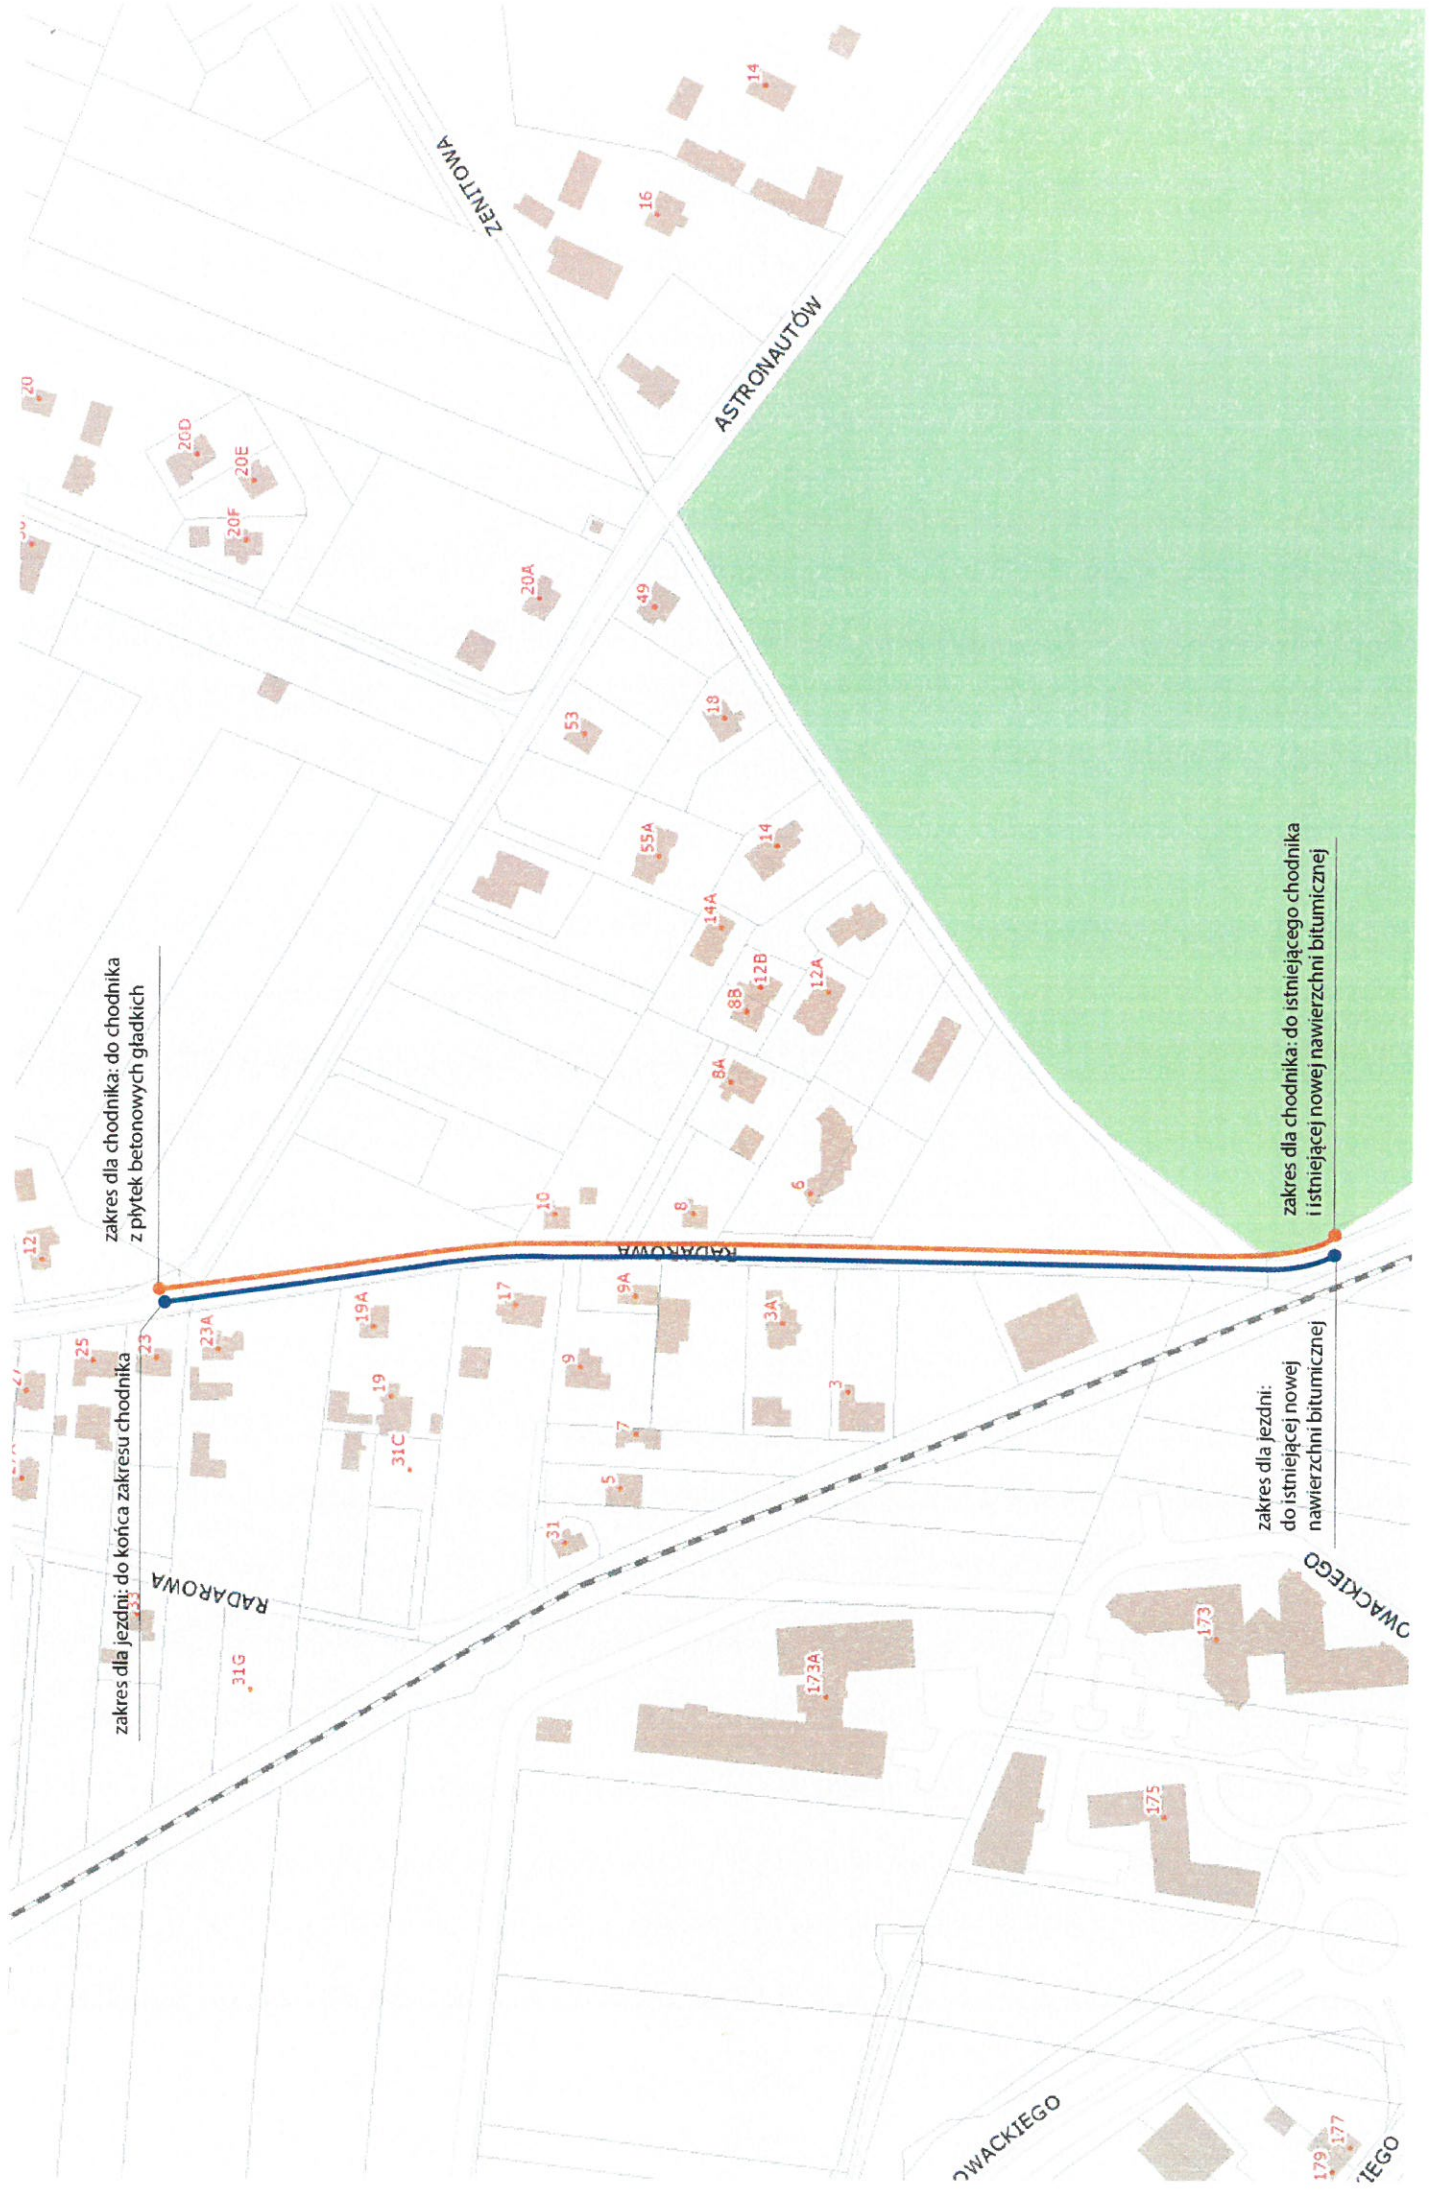 zakres dla chodnika: do chodnika
z płytek betonowych gładkich
zakres dla jezdni: do końca zakresu chodnika
zakres dla chodnika: do istniejącego chodnika
i istniejącej nowej nawierzchni bitumicznej
zakres dla jezdni:
do istniejącej nowej
nawierzchni bitumicznej
ZENITOWA
ASTRONAUTÓW
RADAROWA
RADAROWA
OWACKIEGO
OWACKIEGO
IEGO
14
16
20
20D
20E
20F
20A
49
53
18
55A
14
14A
12B
8B
12A
8A
6
8
10
12
25
23
23A
19A
19
17
31C
9A
9
7
5
3A
3
31
33
31G
173A
173
175
177
179